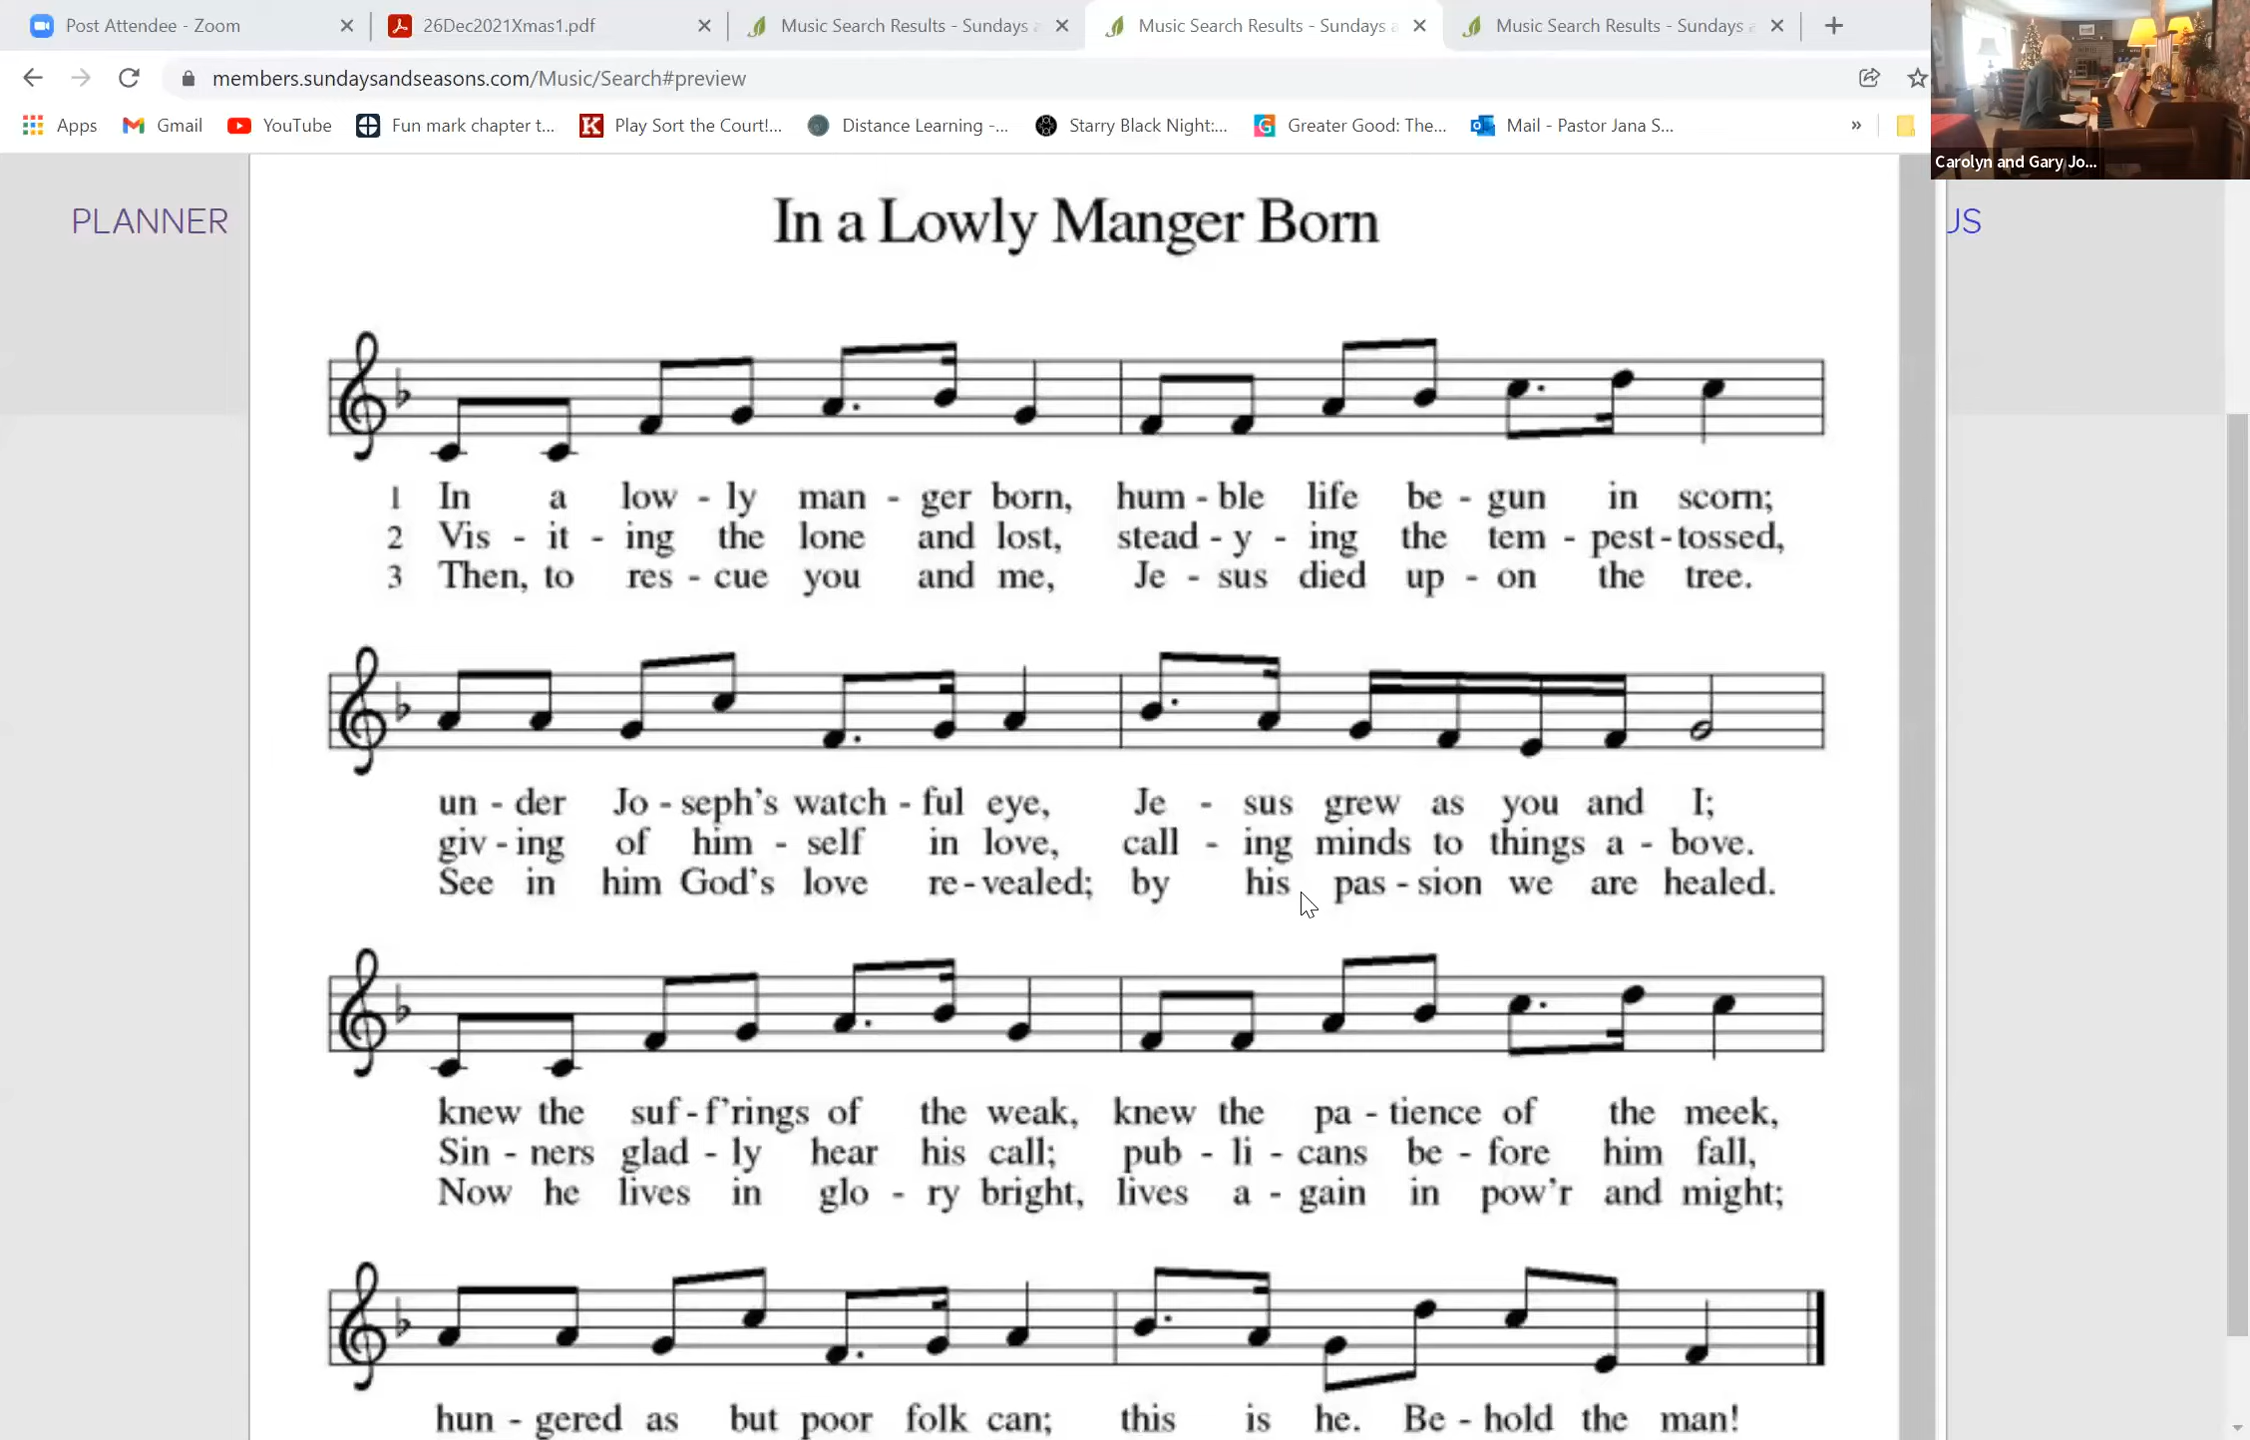 Post Attendee - Zoom
26Dec2021Xmas1.pdf
Music Search Results - Sundays a
Music Search Results - Sundays a
Music Search Results - Sundays a
members.sundaysandseasons.com/Music/Search#preview
Apps
Gmail
YouTube
Fun mark chapter t...
Play Sort the Court!...
Distance Learning -...
Starry Black Night:...
Greater Good: The...
Mail - Pastor Jana S...
»
Carolyn and Gary Jo...
PLANNER
US
In a Lowly Manger Born
1 In a low - ly man - ger born, hum - ble life be - gun in scorn;
2 Vis - it - ing the lone and lost, stead - y - ing the tem - pest - tossed,
3 Then, to res - cue you and me, Je - sus died up - on the tree.
un - der Jo - seph's watch - ful eye, Je - sus grew as you and I;
giv - ing of him - self in love, call - ing minds to things a - bove.
See in him God's love re - vealed; by his pas - sion we are healed.
knew the suf - f'rings of the weak, knew the pa - tience of the meek,
Sin - ners glad - ly hear his call; pub - li - cans be - fore him fall,
Now he lives in glo - ry bright, lives a - gain in pow'r and might;
hun - gered as but poor folk can; this is he. Be - hold the man!